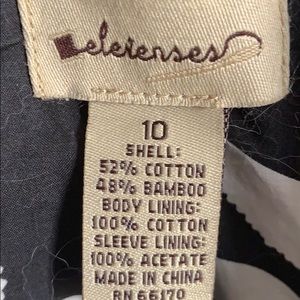 elevenses
10
SHELL:
52% COTTON
48% BAMBOO
BODY LINING:
100% COTTON
SLEEVE LINING:
100% ACETATE
MADE IN CHINA
RN 66170